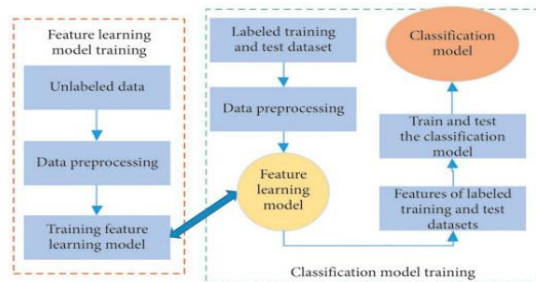 Feature learning
model training
Unlabeled data
Data preprocessing
Training feature
learning model
Labeled training
and test dataset
Data preprocessing
Feature
learning
model
Classification
model
Train and test
the classification
model
Features of labeled
training and test
datasets
Classification model training